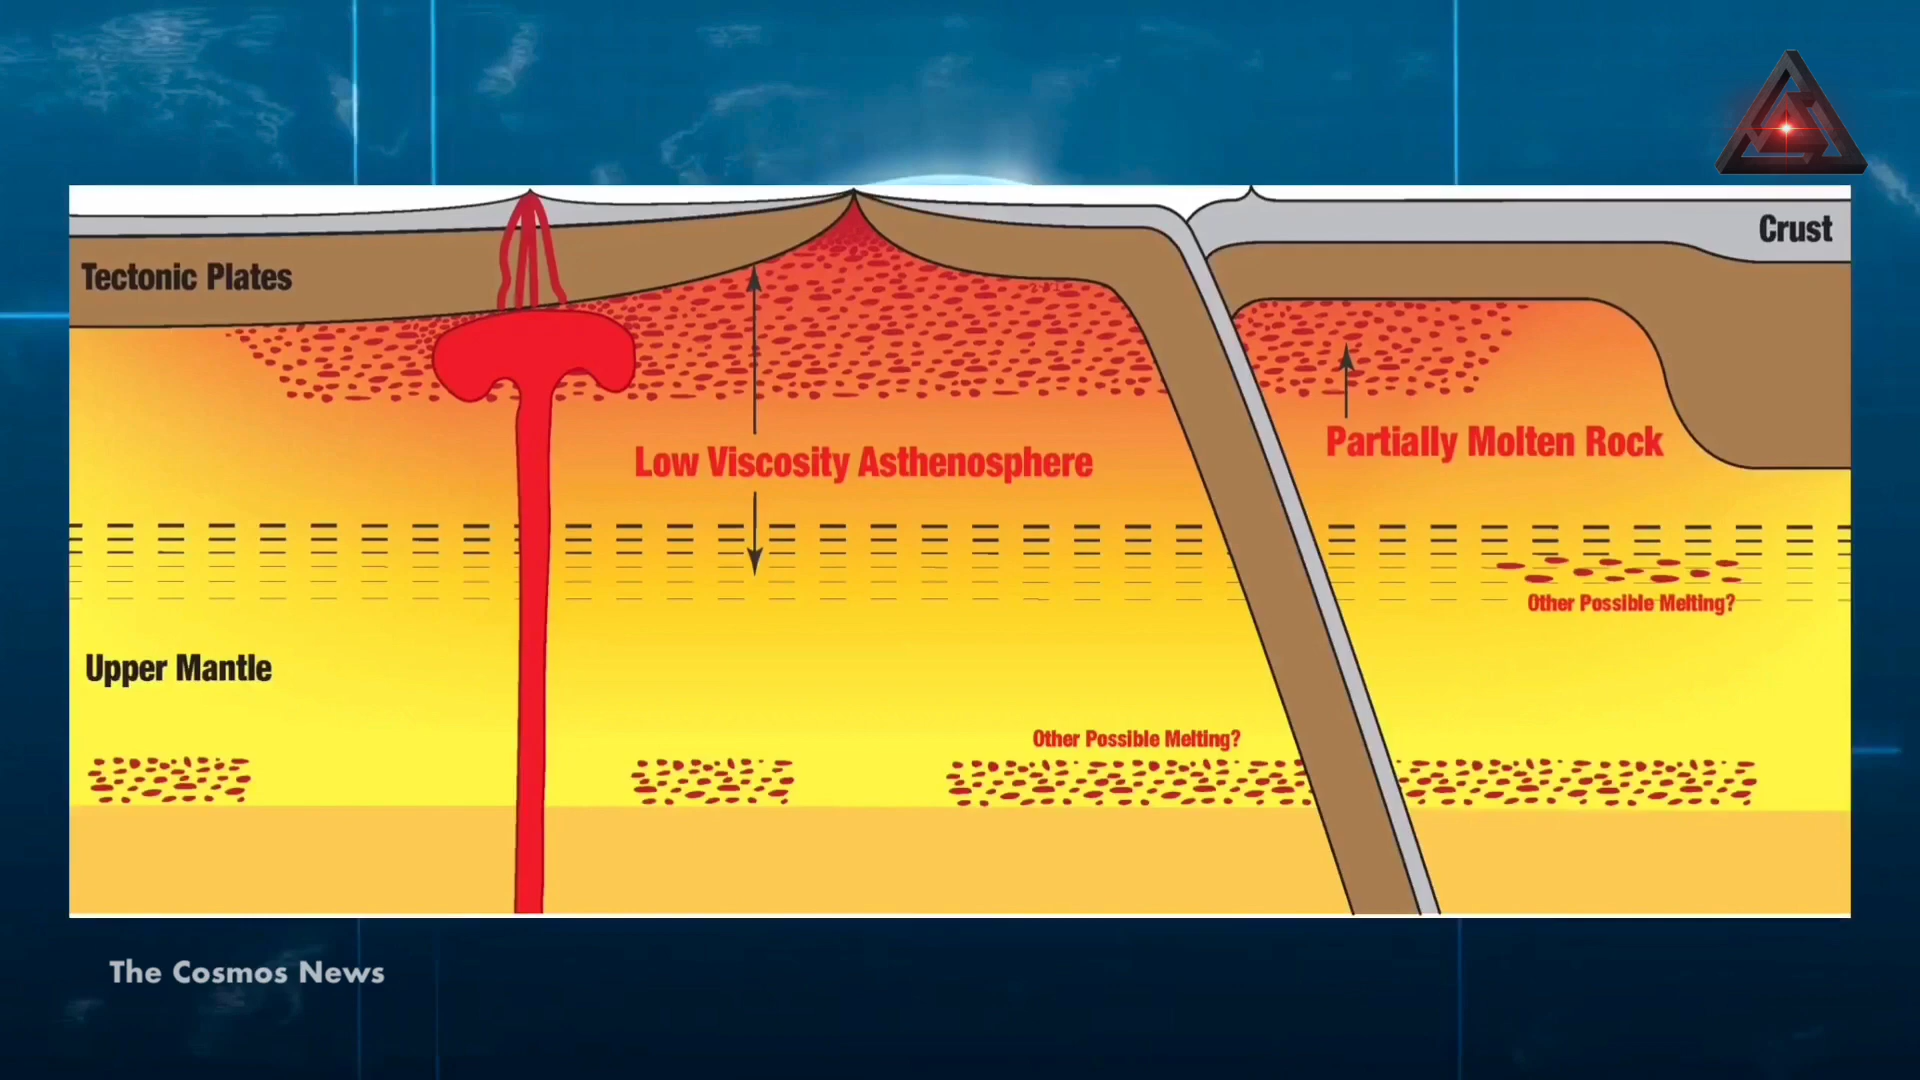 Crust
Tectonic Plates
Partially Molten Rock
Low Viscosity Asthenosphere
Other Possible Melting?
Upper Mantle
Other Possible Melting?
The Cosmos News